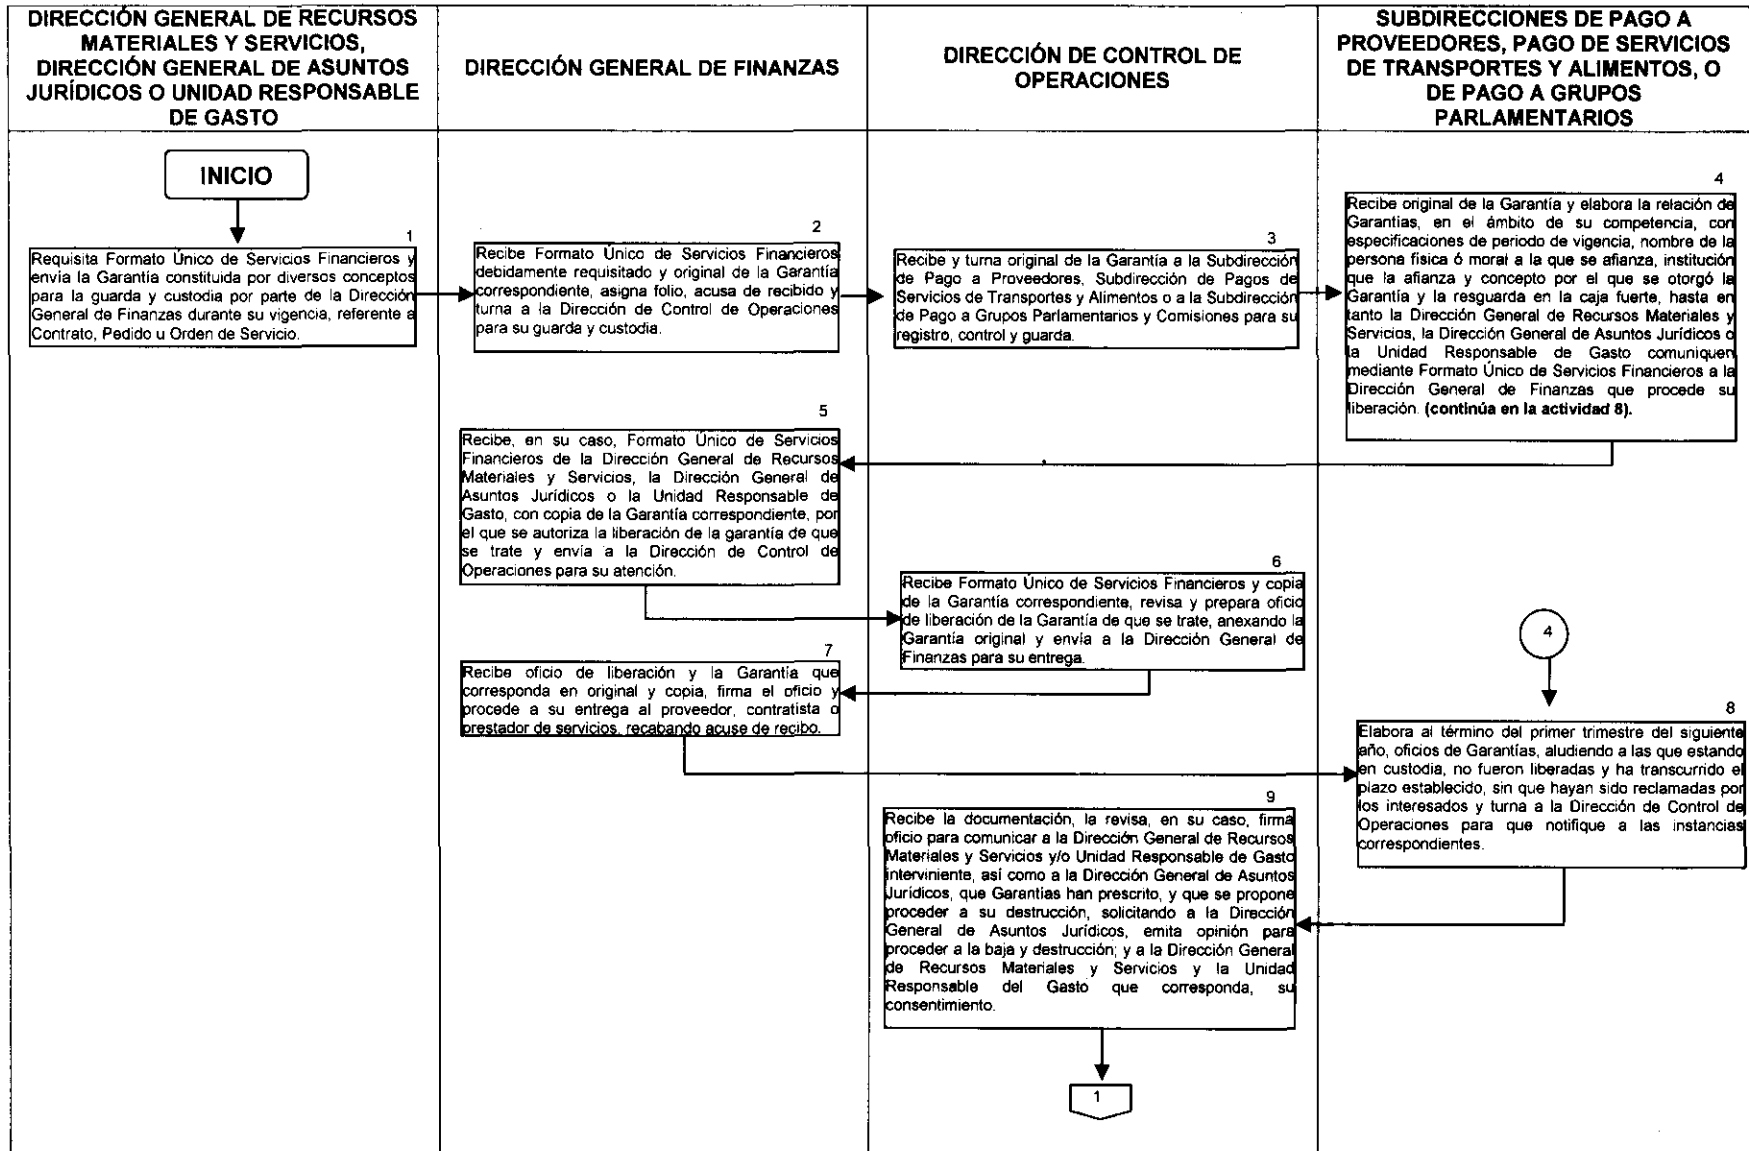 DIRECCIÓN GENERAL DE RECURSOS
MATERIALES Y SERVICIOS,
DIRECCIÓN GENERAL DE ASUNTOS
JURÍDICOS O UNIDAD RESPONSABLE
DE GASTO
DIRECCIÓN GENERAL DE FINANZAS
DIRECCIÓN DE CONTROL DE
OPERACIONES
SUBDIRECCIONES DE PAGO A
PROVEEDORES, PAGO DE SERVICIOS
DE TRANSPORTES Y ALIMENTOS, O
DE PAGO A GRUPOS
PARLAMENTARIOS
INICIO
1
Requisita Formato Único de Servicios Financieros y
envía la Garantía constituida por diversos conceptos
para la guarda y custodia por parte de la Dirección
General de Finanzas durante su vigencia, referente a
Contrato, Pedido u Orden de Servicio.
2
Recibe Formato Único de Servicios Financieros
debidamente requisitado y original de la Garantía
correspondiente, asigna folio, acusa de recibido y
turna a la Dirección de Control de Operaciones
para su guarda y custodia.
3
Recibe y turna original de la Garantía a la Subdirección
de Pago a Proveedores, Subdirección de Pagos de
Servicios de Transportes y Alimentos o a la Subdirección
de Pago a Grupos Parlamentarios y Comisiones para su
registro, control y guarda.
4
Recibe original de la Garantía y elabora la relación de
Garantías, en el ámbito de su competencia, con
especificaciones de periodo de vigencia, nombre de la
persona física ó moral a la que se afianza, institución
que la afianza y concepto por el que se otorgó la
Garantía y la resguarda en la caja fuerte, hasta en
tanto la Dirección General de Recursos Materiales y
Servicios, la Dirección General de Asuntos Jurídicos o
la Unidad Responsable de Gasto comuniquen
mediante Formato Único de Servicios Financieros a la
Dirección General de Finanzas que procede su
liberación. (continúa en la actividad 8).
5
Recibe, en su caso, Formato Único de Servicios
Financieros de la Dirección General de Recursos
Materiales y Servicios, la Dirección General de
Asuntos Jurídicos o la Unidad Responsable de
Gasto, con copia de la Garantía correspondiente, por
el que se autoriza la liberación de la garantía de que
se trate y envía a la Dirección de Control de
Operaciones para su atención.
6
Recibe Formato Único de Servicios Financieros y copia
de la Garantía correspondiente, revisa y prepara oficio
de liberación de la Garantía de que se trate, anexando la
Garantía original y envía a la Dirección General de
Finanzas para su entrega.
7
Recibe oficio de liberación y la Garantía que
corresponda en original y copia, firma el oficio y
procede a su entrega al proveedor, contratista o
prestador de servicios, recabando acuse de recibo.
4
8
Elabora al término del primer trimestre del siguiente
año, oficios de Garantías, aludiendo a las que estando
en custodia, no fueron liberadas y ha transcurrido el
plazo establecido, sin que hayan sido reclamadas por
los interesados y turna a la Dirección de Control de
Operaciones para que notifique a las instancias
correspondientes.
9
Recibe la documentación, la revisa, en su caso, firma
oficio para comunicar a la Dirección General de Recursos
Materiales y Servicios y/o Unidad Responsable de Gasto
interviniente, así como a la Dirección General de Asuntos
Jurídicos, que Garantías han prescrito, y que se propone
proceder a su destrucción, solicitando a la Dirección
General de Asuntos Jurídicos, emita opinión para
proceder a la baja y destrucción; y a la Dirección General
de Recursos Materiales y Servicios y la Unidad
Responsable del Gasto que corresponda, su
consentimiento.
1